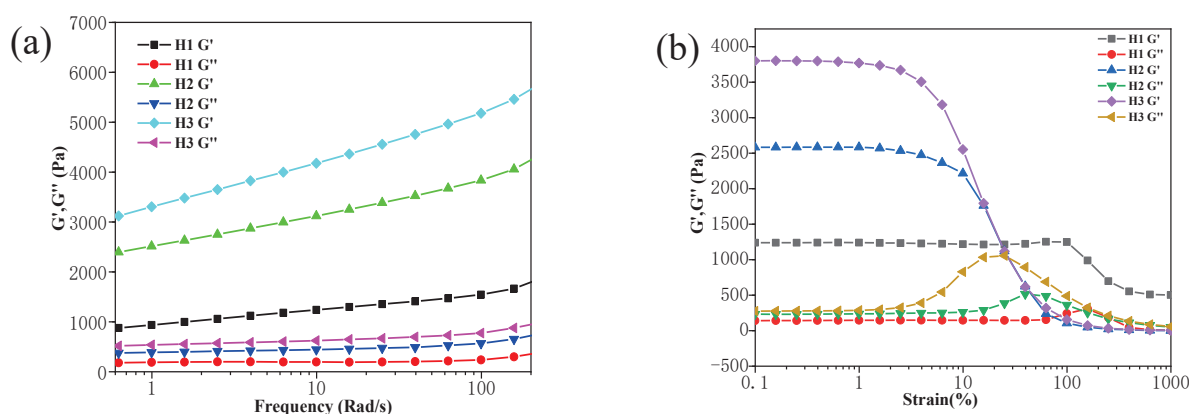 (a)
G',G'' (Pa)
7000
6000
5000
4000
3000
2000
1000
0
H1 G'
H1 G''
H2 G'
H2 G''
H3 G'
H3 G''
1
10
100
Frequency (Rad/s)
(b)
G',G'' (Pa)
4000
3500
3000
2500
2000
1500
1000
500
0
−500
H1 G'
H1 G''
H2 G'
H2 G''
H3 G'
H3 G''
0.1
1
10
100
1000
Strain(%)